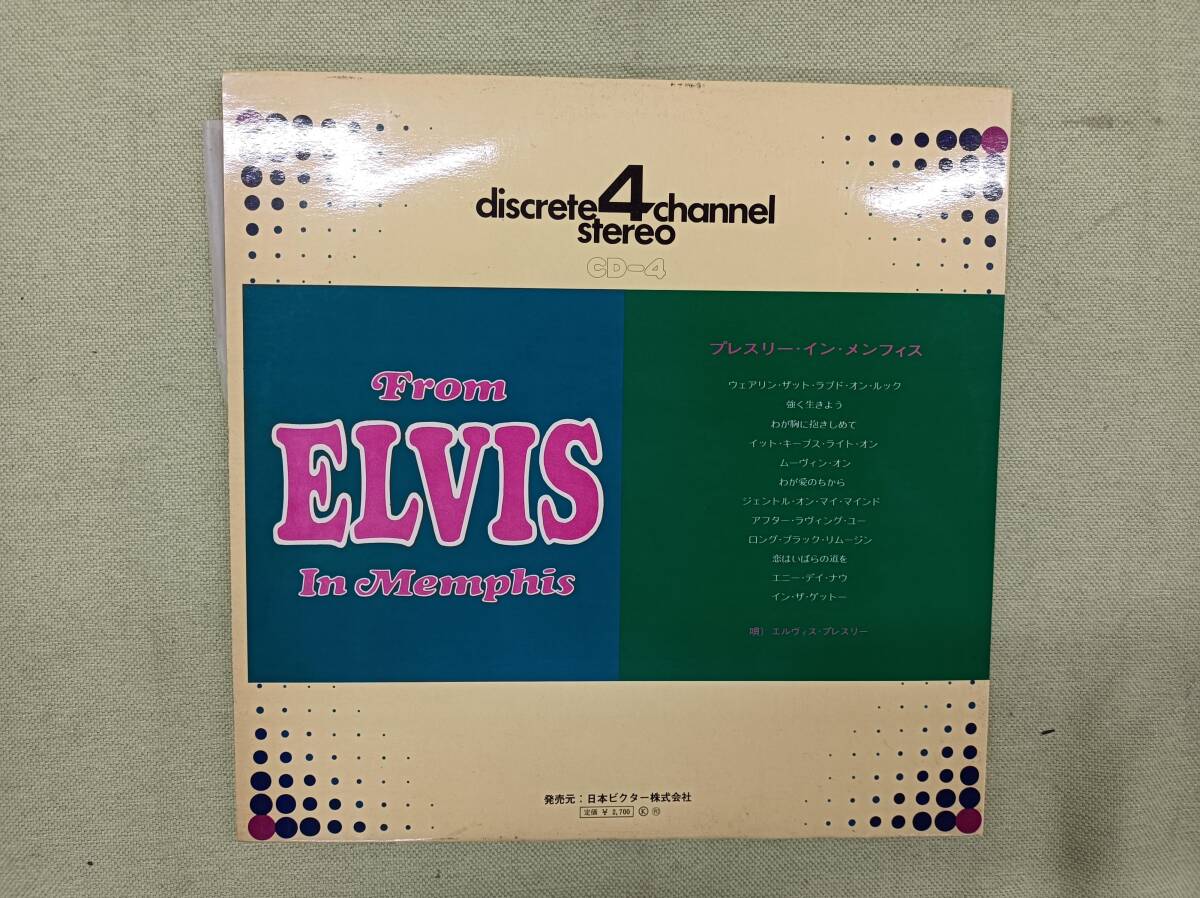 discrete 4 channel
stereo
CD-4
From
ELVIS
In Memphis
プレスリー・イン・メンフィス
ウェアリン・ザット・ラブド・オン・ルック
強く生きよう
わが胸に抱きしめて
イット・キープス・ライト・オン
ムーヴィン・オン
わが愛のちから
ジェントル・オン・マイ・マインド
アフター・ラヴィング・ユー
ロング・ブラック・リムージン
恋はいばらの道を
エニー・デイ・ナウ
イン・ザ・ゲットー
唄) エルヴィス・プレスリー
発売元：日本ビクター株式会社
定価 ¥ 2,700 Ⓚ